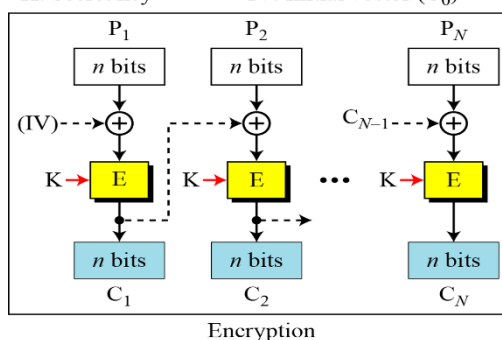 P1 P2 PN
n bits n bits n bits
(IV) CN–1
K E K E ••• K E
n bits n bits n bits
C1 C2 CN
Encryption